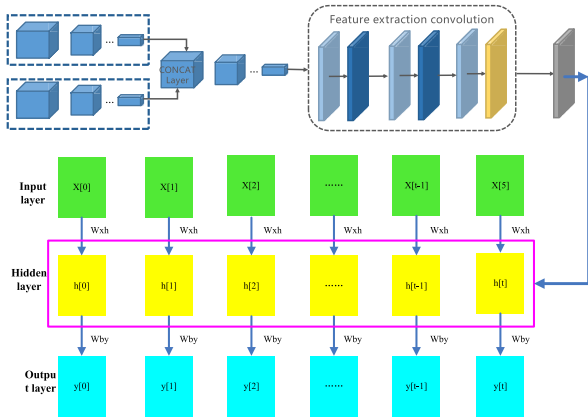 Feature extraction convolution
...
CONCAT
Layer
...
...
Input
layer
X[0]
X[1]
X[2]
……
X[t-1]
X[5]
Wxh
Wxh
Wxh
Wxh
Wxh
Wxh
Hidden
layer
h[0]
h[1]
h[2]
……
h[t-1]
h[t]
Wby
Wby
Wby
Wby
Wby
Wby
Outpu
t layer
y[0]
y[1]
y[2]
……
y[t-1]
y[t]